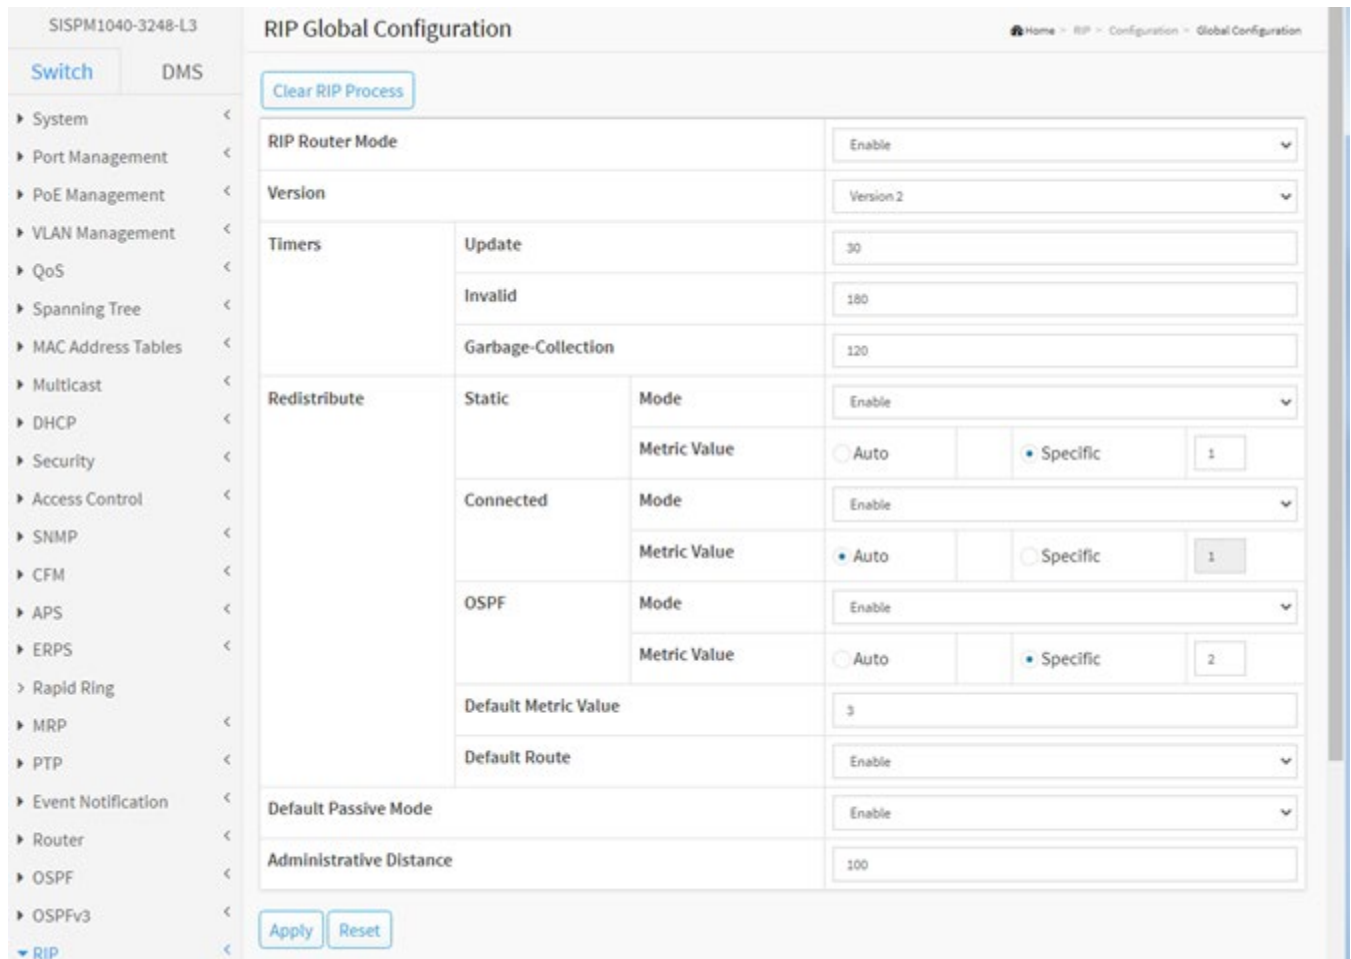 SISPM1040-3248-L3
Switch DMS
System
Port Management
PoE Management
VLAN Management
QoS
Spanning Tree
MAC Address Tables
Multicast
DHCP
Security
Access Control
SNMP
CFM
APS
ERPS
Rapid Ring
MRP
PTP
Event Notification
Router
OSPF
OSPFv3
RIP
RIP Global Configuration
Home > RIP > Configuration > Global Configuration
Clear RIP Process
RIP Router Mode Enable
Version Version 2
Timers Update 30
Invalid 180
Garbage-Collection 120
Redistribute Static Mode Enable
Metric Value Auto Specific 1
Connected Mode Enable
Metric Value Auto Specific 1
OSPF Mode Enable
Metric Value Auto Specific 2
Default Metric Value 3
Default Route Enable
Default Passive Mode Enable
Administrative Distance 100
Apply Reset